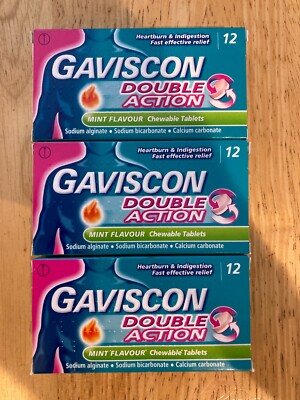 Heartburn & Indigestion 12
Fast effective relief
GAVISCON
DOUBLE
ACTION
MINT FLAVOUR Chewable Tablets
Sodium alginate • Sodium bicarbonate • Calcium carbonate
Heartburn & Indigestion 12
Fast effective relief
GAVISCON
DOUBLE
ACTION
MINT FLAVOUR Chewable Tablets
Sodium alginate • Sodium bicarbonate • Calcium carbonate
Heartburn & Indigestion 12
Fast effective relief
GAVISCON
DOUBLE
ACTION
MINT FLAVOUR Chewable Tablets
Sodium alginate • Sodium bicarbonate • Calcium carbonate